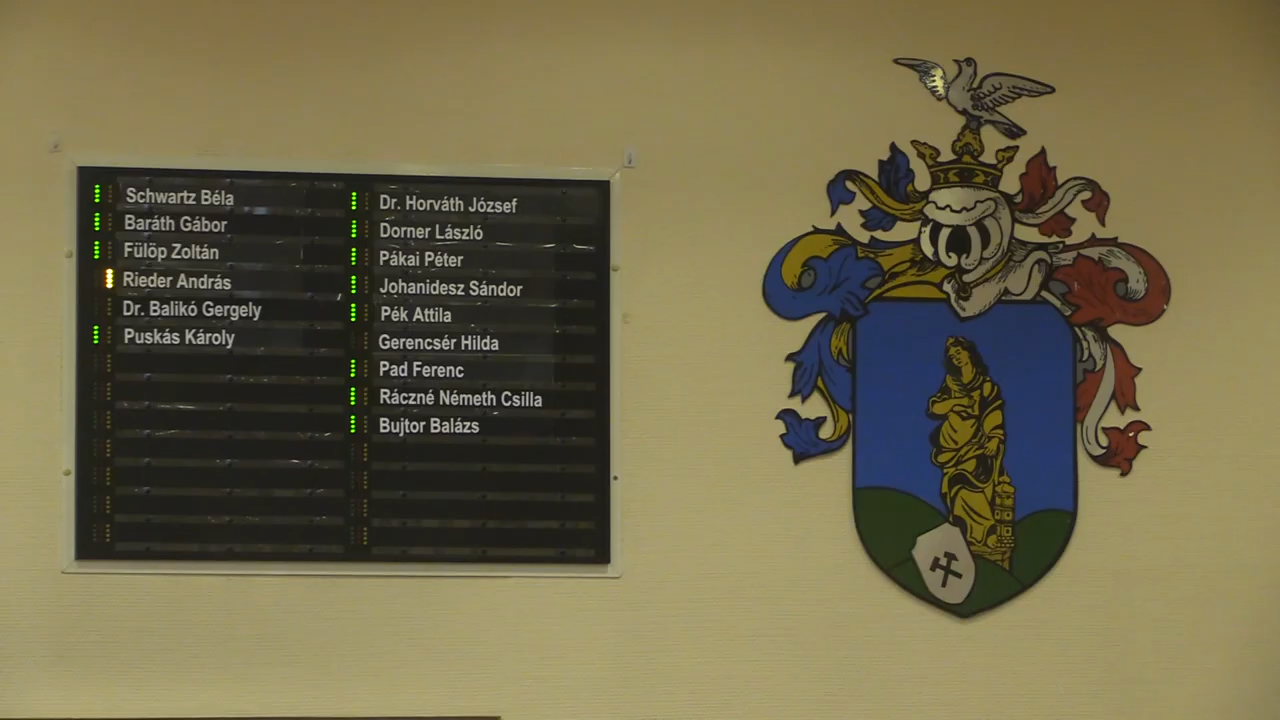 Schwartz Béla
Baráth Gábor
Fülöp Zoltán
Rieder András
Dr. Balikó Gergely
Puskás Károly
Dr. Horváth József
Dorner László
Pákai Péter
Johanidesz Sándor
Pék Attila
Gerencsér Hilda
Pad Ferenc
Ráczné Németh Csilla
Bujtor Balázs